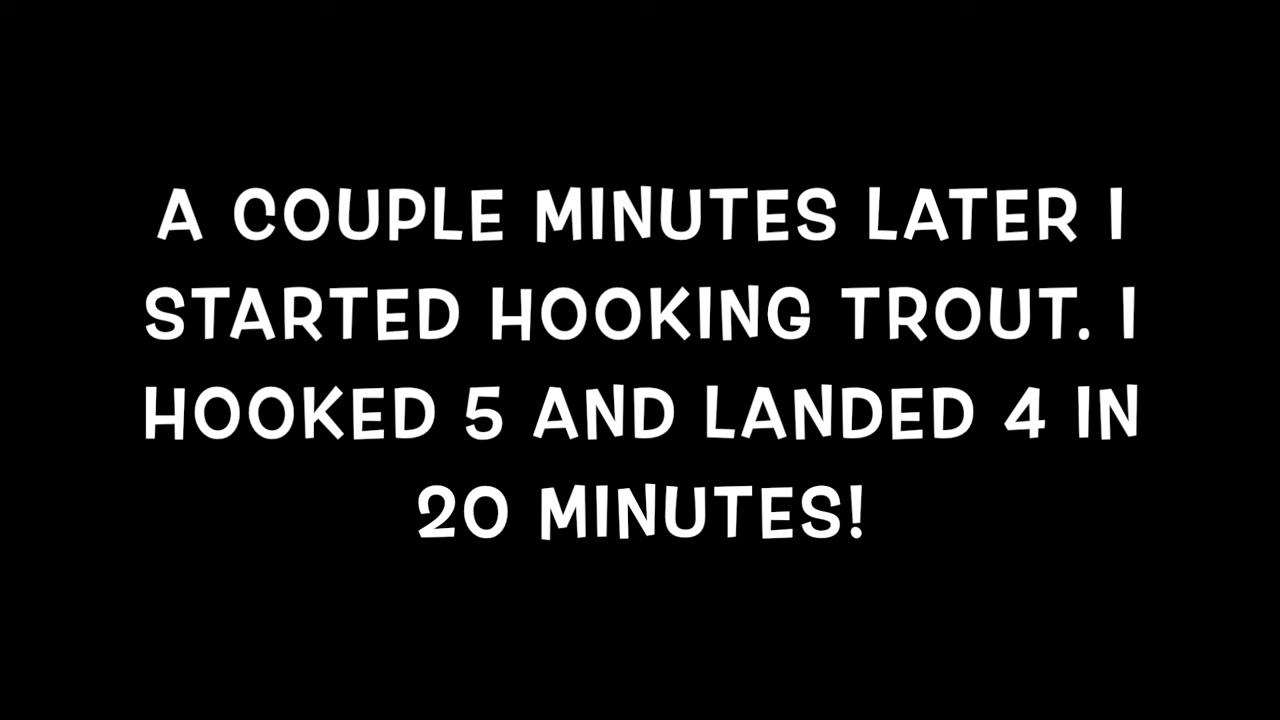 A COUPLE MINUTES LATER I
STARTED HOOKING TROUT. I
HOOKED 5 AND LANDED 4 IN
20 MINUTES!